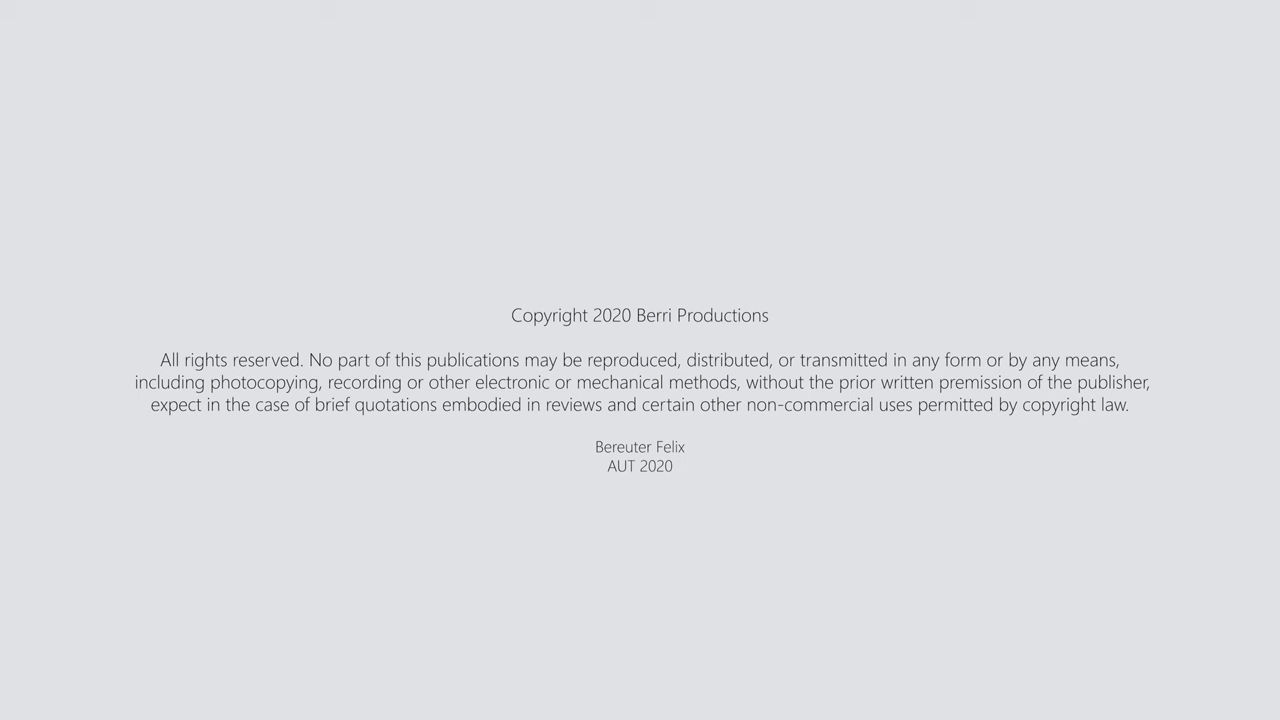 Copyright 2020 Berri Productions
All rights reserved. No part of this publications may be reproduced, distributed, or transmitted in any form or by any means,
including photocopying, recording or other electronic or mechanical methods, without the prior written premission of the publisher,
expect in the case of brief quotations embodied in reviews and certain other non-commercial uses permitted by copyright law.
Bereuter Felix
AUT 2020